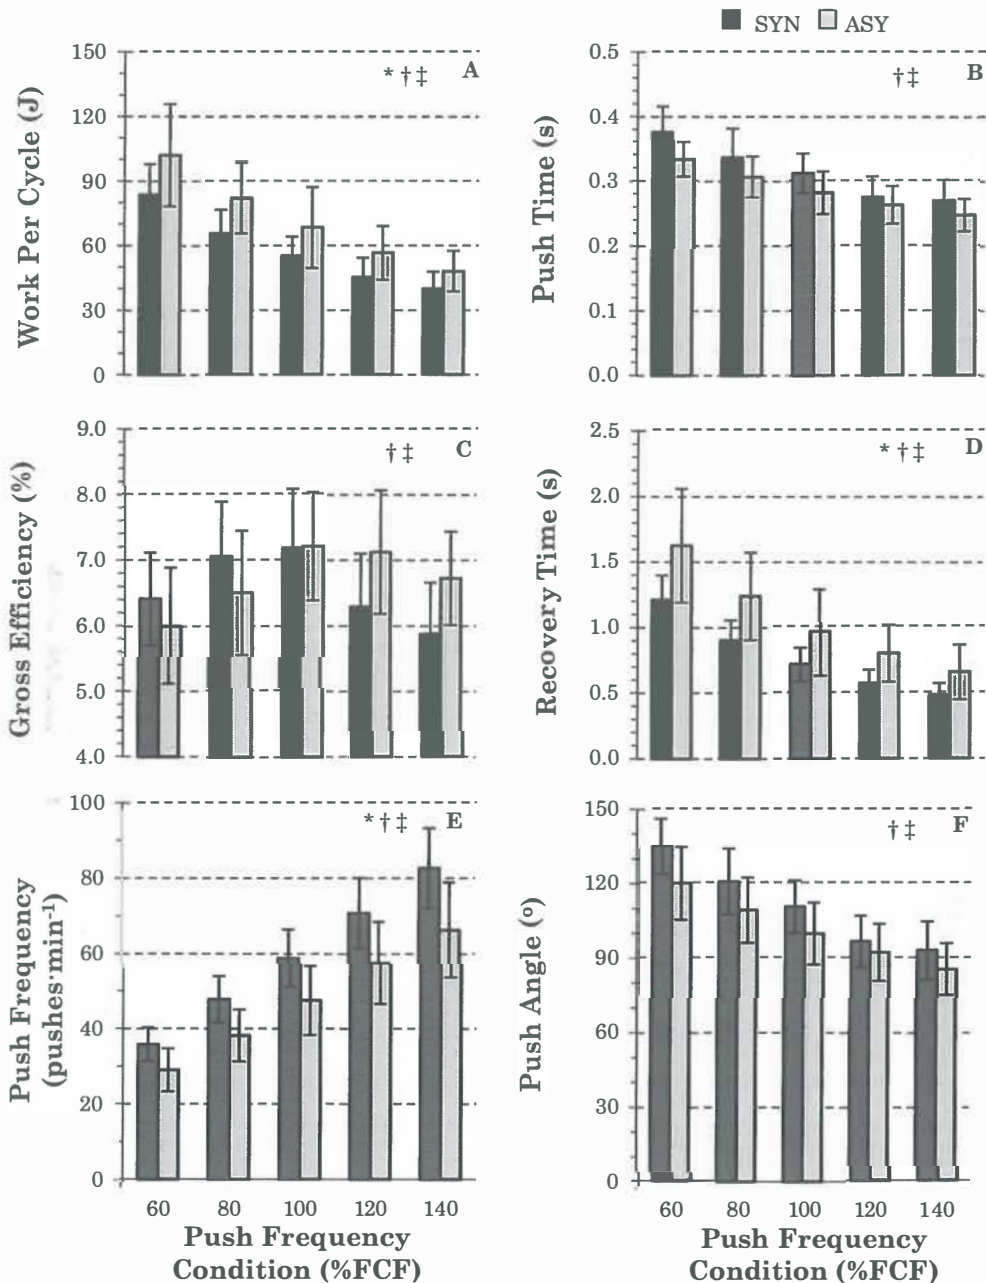 SYN ASY
150
120
90
60
30
0
Work Per Cycle (J)
* † ‡ A
0.5
0.4
0.3
0.2
0.1
0.0
Push Time (s)
† ‡ B
9.0
8.0
7.0
6.0
5.0
4.0
Gross Efficiency (%)
† ‡ C
2.5
2.0
1.5
1.0
0.5
0.0
Recovery Time (s)
* † ‡ D
100
80
60
40
20
0
Push Frequency
(pushes·min⁻¹)
* † ‡ E
60 80 100 120 140
Push Frequency
Condition (%FCF)
150
120
90
60
30
0
Push Angle (º)
† ‡ F
60 80 100 120 140
Push Frequency
Condition (%FCF)